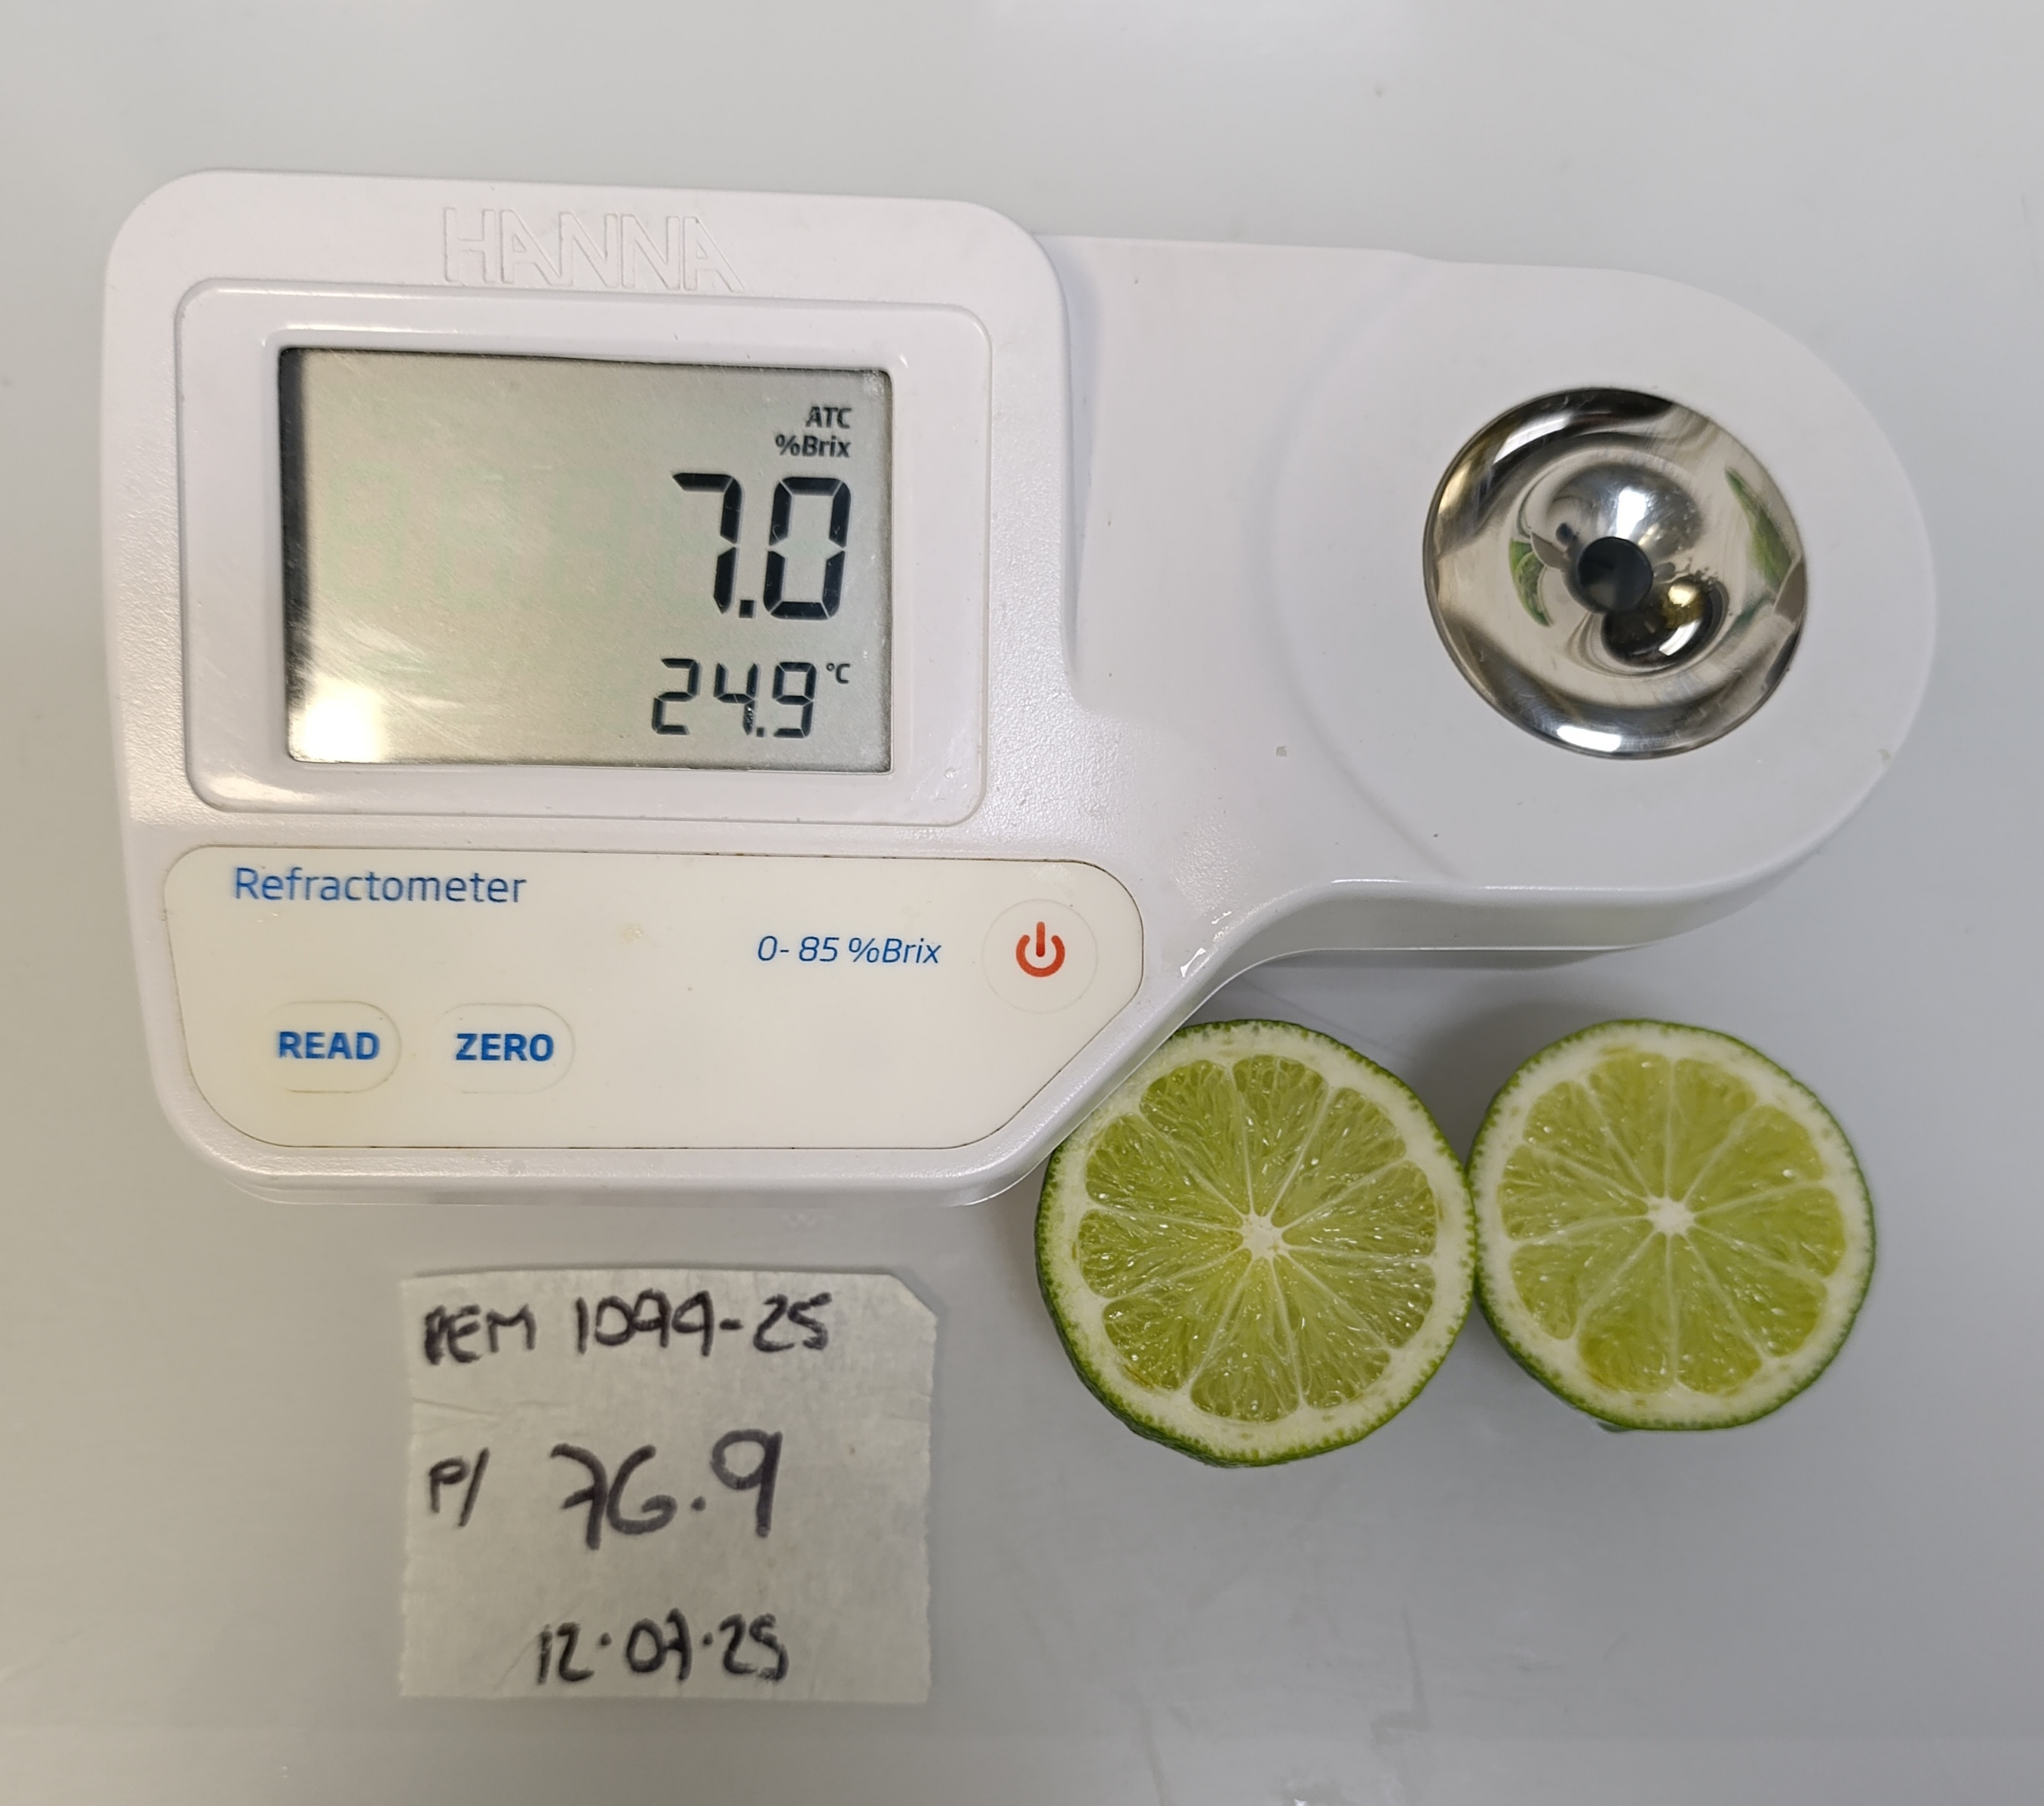 HANNA
ATC
%Brix
7.0
24.9 °C
Refractometer
0- 85 %Brix
READ ZERO
REM 1099-25
P/ 76.9
12.07.25